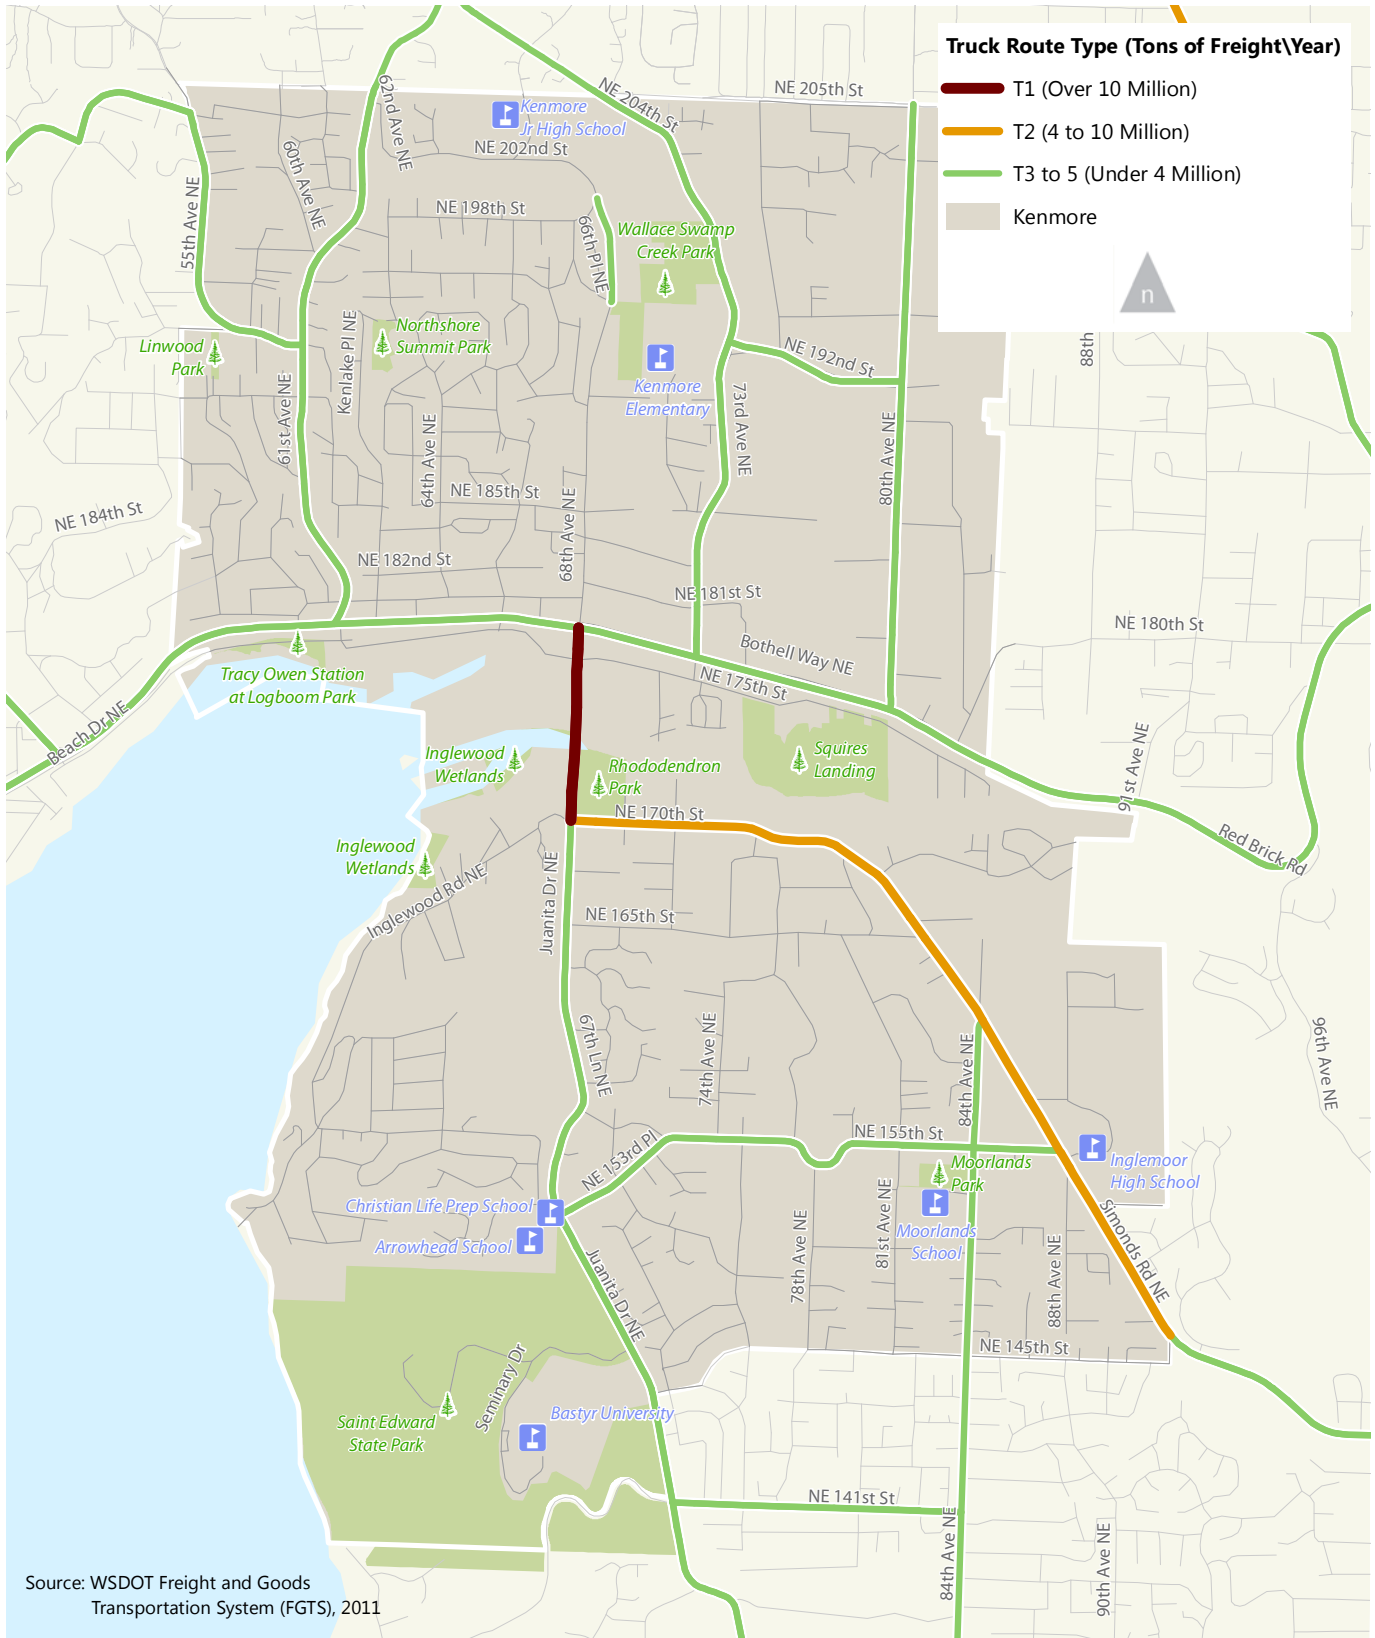 Truck Route Type (Tons of Freight\Year)
T1 (Over 10 Million)
T2 (4 to 10 Million)
T3 to 5 (Under 4 Million)
Kenmore
n
62nd Ave NE
Kenmore
Jr High School
NE 204th St
NE 205th St
NE 202nd St
60th Ave NE
55th Ave NE
NE 198th St
66th Pl NE
Wallace Swamp
Creek Park
Northshore
Summit Park
Linwood
Park
Kenlake Pl NE
NE 192nd St
88th
Kenmore
Elementary
61st Ave NE
64th Ave NE
73rd Ave NE
80th Ave NE
NE 185th St
NE 184th St
68th Ave NE
NE 182nd St
NE 181st St
NE 180th St
Bothell Way NE
NE 175th St
Tracy Owen Station
at Logboom Park
Beach Dr NE
Inglewood
Wetlands
Rhododendron
Park
Squires
Landing
91st Ave NE
NE 170th St
Red Brick Rd
Inglewood
Wetlands
Inglewood Rd NE
Juanita Dr NE
NE 165th St
67th Ln NE
74th Ave NE
84th Ave NE
96th Ave NE
NE 155th St
NE 153rd Pl
Inglemoor
High School
Moorlands
Park
Christian Life Prep School
Arrowhead School
Moorlands
School
81st Ave NE
78th Ave NE
88th Ave NE
Simonds Rd NE
Juanita Dr NE
NE 145th St
Seminary Dr
Saint Edward
State Park
Bastyr University
NE 141st St
84th Ave NE
90th Ave NE
Source: WSDOT Freight and Goods
Transportation System (FGTS), 2011